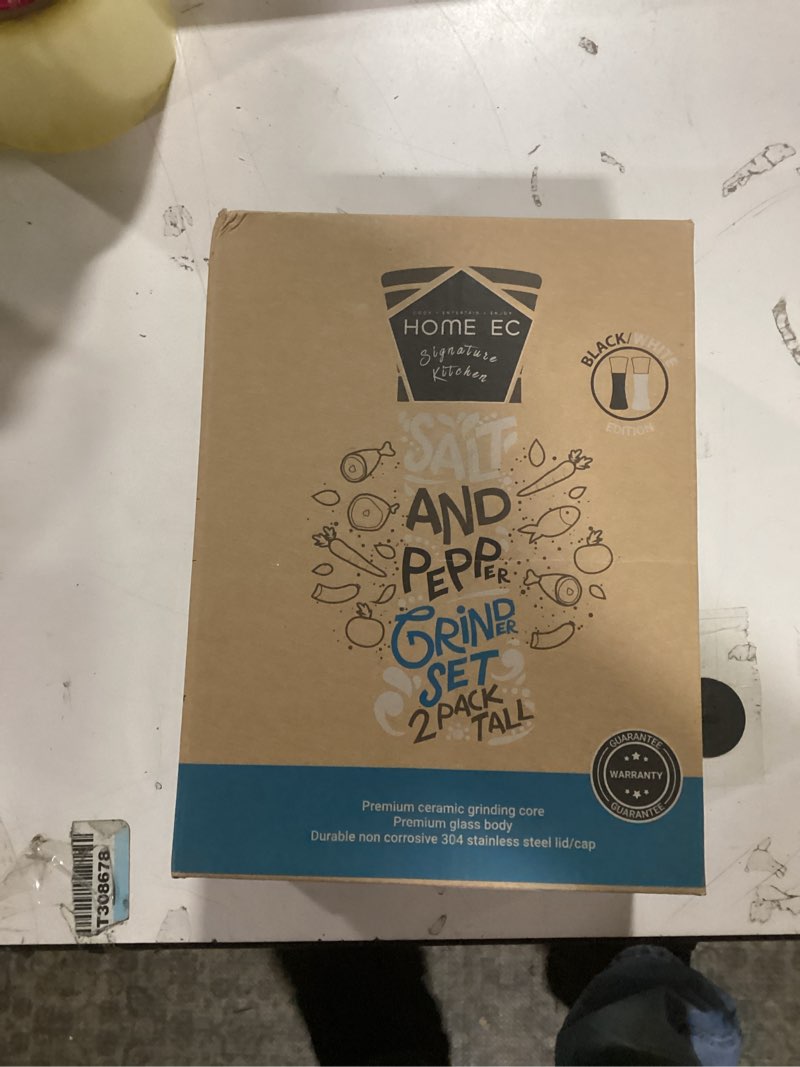 COOK • ENTERTAIN • ENJOY
HOME EC
Signature
Kitchen
BLACK/WHITE
EDITION
SALT
AND
PEPPER
GRINDER
SET
2 PACK
TALL
GUARANTEE
WARRANTY
GUARANTEE
Premium ceramic grinding core
Premium glass body
Durable non corrosive 304 stainless steel lid/cap
T308678